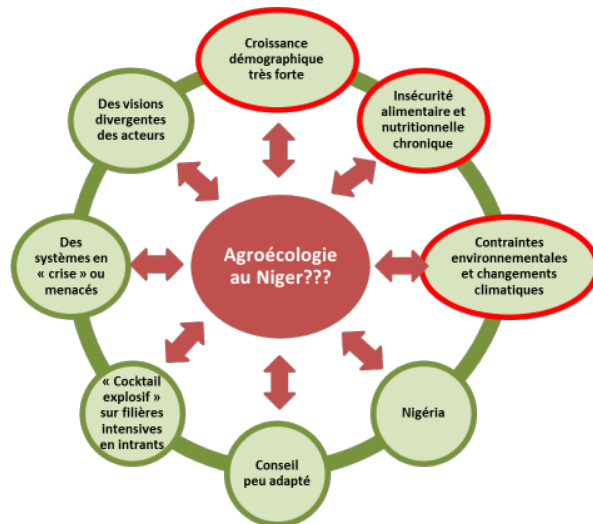 Croissance
démographique
très forte
Insécurité
alimentaire et
nutritionnelle
chronique
Contraintes
environnementales
et changements
climatiques
Nigéria
Conseil
peu adapté
« Cocktail
explosif »
sur filières
intensives
en intrants
Des
systèmes en
« crise » ou
menacés
Des visions
divergentes
des acteurs
Agroécologie
au Niger???